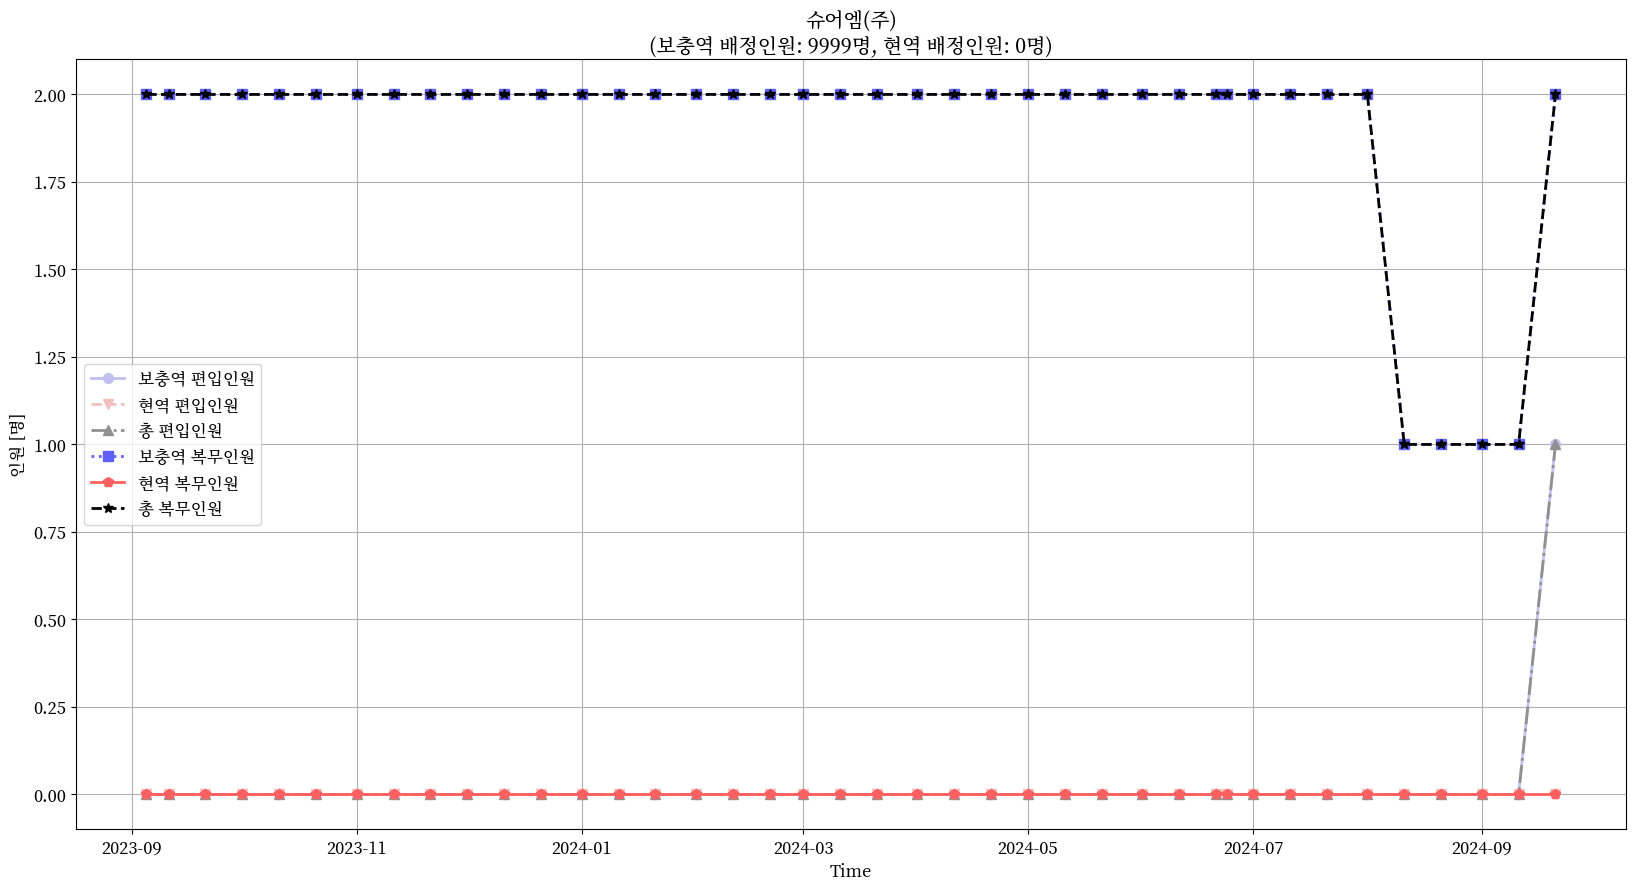 슈어엠(주)
(보충역 배정인원: 9999명, 현역 배정인원: 0명)
2.00
1.75
1.50
1.25
1.00
0.75
0.50
0.25
0.00
인원 [명]
보충역 편입인원
현역 편입인원
총 편입인원
보충역 복무인원
현역 복무인원
총 복무인원
2023-09
2023-11
2024-01
2024-03
2024-05
2024-07
2024-09
Time